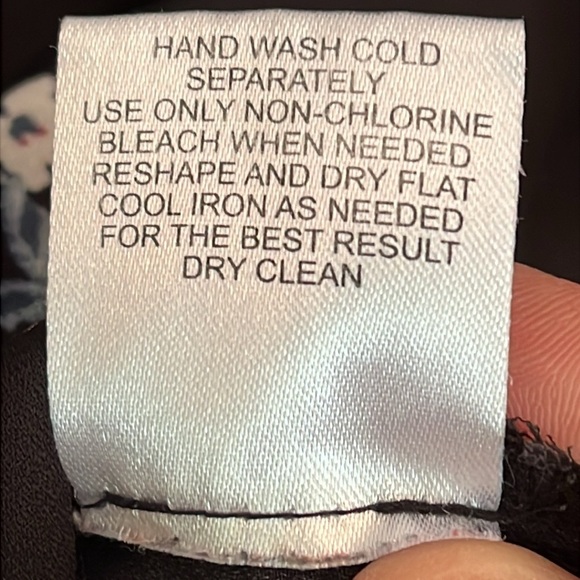 HAND WASH COLD
SEPARATELY
USE ONLY NON-CHLORINE
BLEACH WHEN NEEDED
RESHAPE AND DRY FLAT
COOL IRON AS NEEDED
FOR THE BEST RESULT
DRY CLEAN